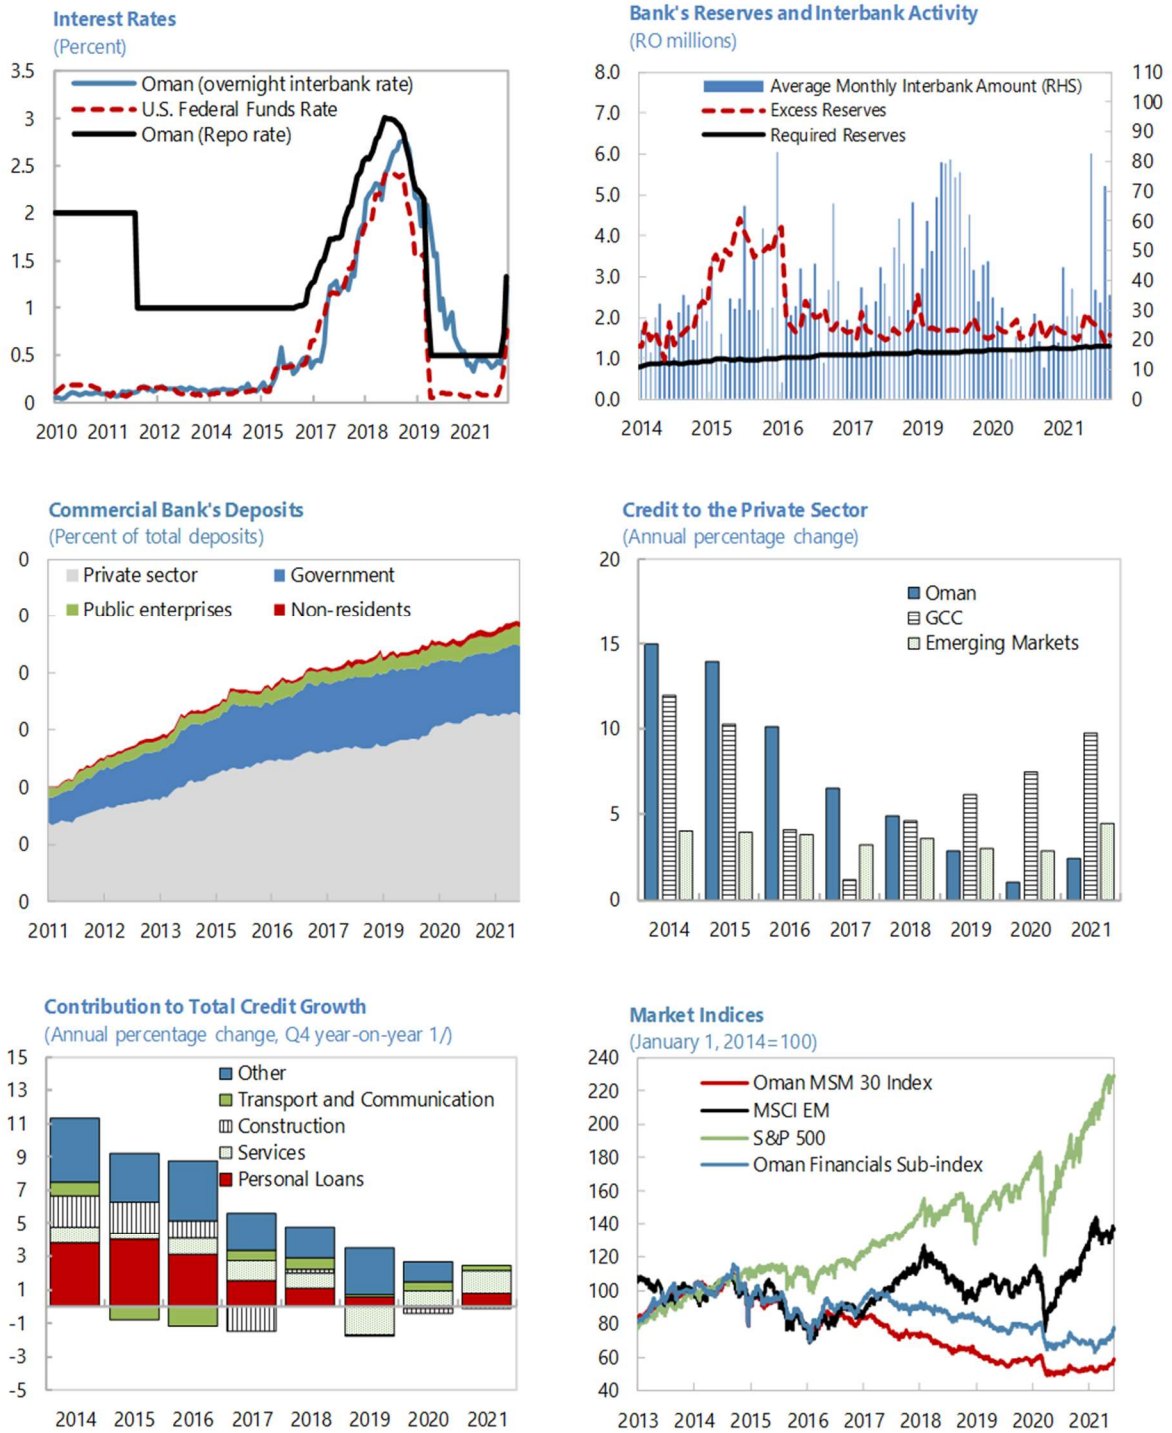 Interest Rates
(Percent)
3.5
3
2.5
2
1.5
1
0.5
0
Oman (overnight interbank rate)
U.S. Federal Funds Rate
Oman (Repo rate)
2010 2011 2012 2014 2015 2017 2018 2019 2021
Bank's Reserves and Interbank Activity
(RO millions)
8.0
7.0
6.0
5.0
4.0
3.0
2.0
1.0
0.0
Average Monthly Interbank Amount (RHS)
Excess Reserves
Required Reserves
110
100
90
80
70
60
50
40
30
20
10
0
2014 2015 2016 2017 2019 2020 2021
Commercial Bank's Deposits
(Percent of total deposits)
0
0
0
0
0
0
0
Private sector Government
Public enterprises Non-residents
2011 2012 2013 2015 2016 2017 2019 2020 2021
Credit to the Private Sector
(Annual percentage change)
20
15
10
5
0
Oman
GCC
Emerging Markets
2014 2015 2016 2017 2018 2019 2020 2021
Contribution to Total Credit Growth
(Annual percentage change, Q4 year-on-year 1/)
15
13
11
9
7
5
3
1
-1
-3
-5
Other
Transport and Communication
Construction
Services
Personal Loans
2014 2015 2016 2017 2018 2019 2020 2021
Market Indices
(January 1, 2014=100)
240
220
200
180
160
140
120
100
80
60
40
Oman MSM 30 Index
MSCI EM
S&P 500
Oman Financials Sub-index
2013 2014 2015 2016 2017 2018 2019 2020 2021